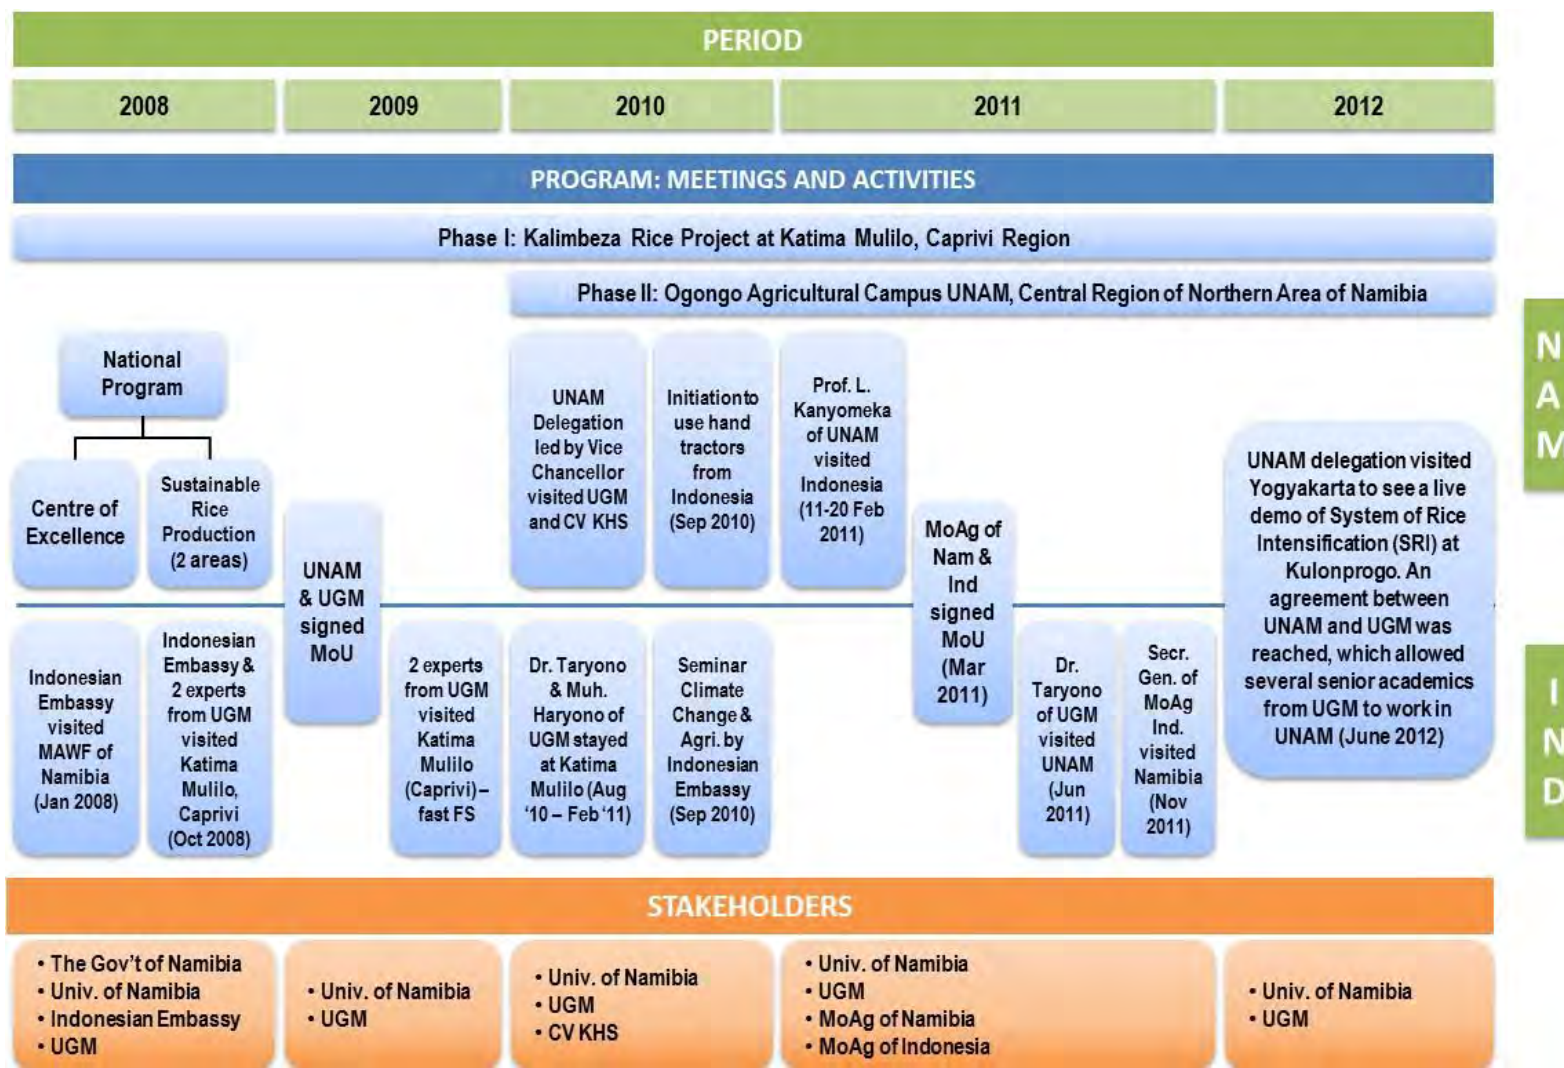 PERIOD
2008
2009
2010
2011
2012
PROGRAM: MEETINGS AND ACTIVITIES
Phase I: Kalimbeza Rice Project at Katima Mulilo, Caprivi Region
Phase II: Ogongo Agricultural Campus UNAM, Central Region of Northern Area of Namibia
National
Program
Centre of
Excellence
Sustainable
Rice
Production
(2 areas)
Indonesian
Embassy
visited
MAWF of
Namibia
(Jan 2008)
Indonesian
Embassy &
2 experts
from UGM
visited
Katima
Mulilo,
Caprivi
(Oct 2008)
UNAM
& UGM
signed
MoU
2 experts
from UGM
visited
Katima
Mulilo
(Caprivi) –
fast FS
UNAM
Delegation
led by Vice
Chancellor
visited UGM
and CV KHS
Initiation to
use hand
tractors
from
Indonesia
(Sep 2010)
Dr. Taryono
& Muh.
Haryono of
UGM stayed
at Katima
Mulilo (Aug
‘10 – Feb ‘11)
Seminar
Climate
Change &
Agri. by
Indonesian
Embassy
(Sep 2010)
Prof. L.
Kanyomeka
of UNAM
visited
Indonesia
(11-20 Feb
2011)
MoAg of
Nam &
Ind
signed
MoU
(Mar
2011)
Dr.
Taryono
of UGM
visited
UNAM
(Jun
2011)
Secr.
Gen. of
MoAg
Ind.
visited
Namibia
(Nov
2011)
UNAM delegation visited
Yogyakarta to see a live
demo of System of Rice
Intensification (SRI) at
Kulonprogo. An
agreement between
UNAM and UGM was
reached, which allowed
several senior academics
from UGM to work in
UNAM (June 2012)
N
A
M
I
N
D
STAKEHOLDERS
• The Gov’t of Namibia
• Univ. of Namibia
• Indonesian Embassy
• UGM
• Univ. of Namibia
• UGM
• Univ. of Namibia
• UGM
• CV KHS
• Univ. of Namibia
• UGM
• MoAg of Namibia
• MoAg of Indonesia
• Univ. of Namibia
• UGM